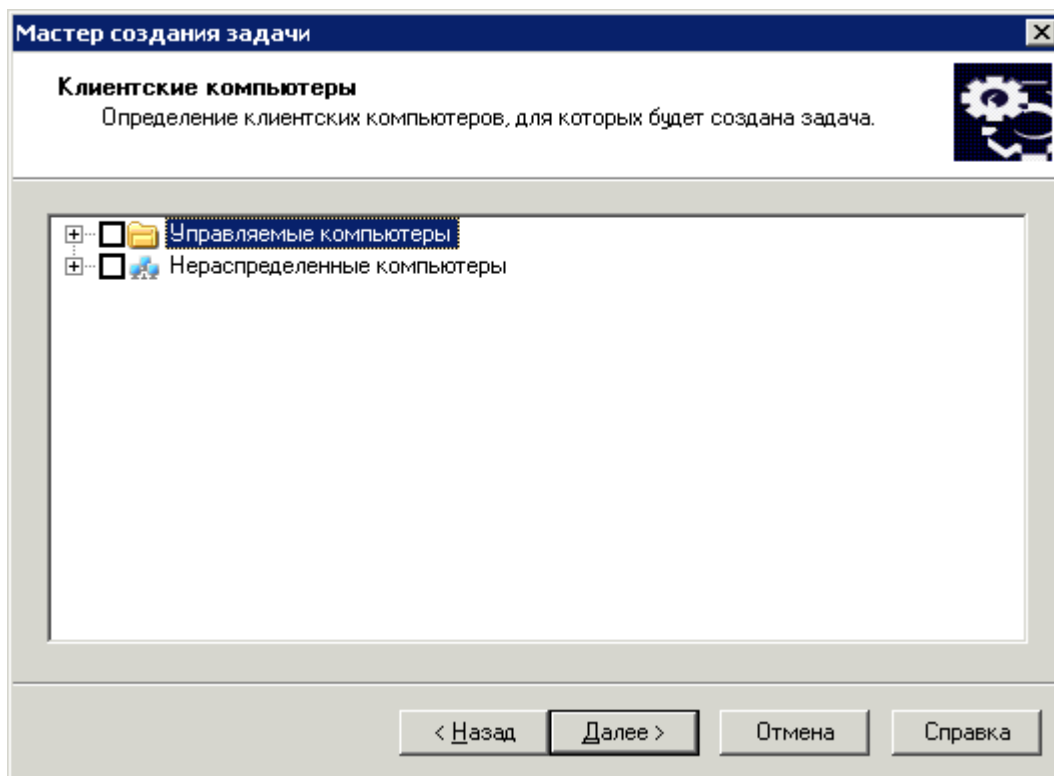 Мастер создания задачи
Клиентские компьютеры
Определение клиентских компьютеров, для которых будет создана задача.
Управляемые компьютеры
Нераспределенные компьютеры
< Назад
Далее >
Отмена
Справка